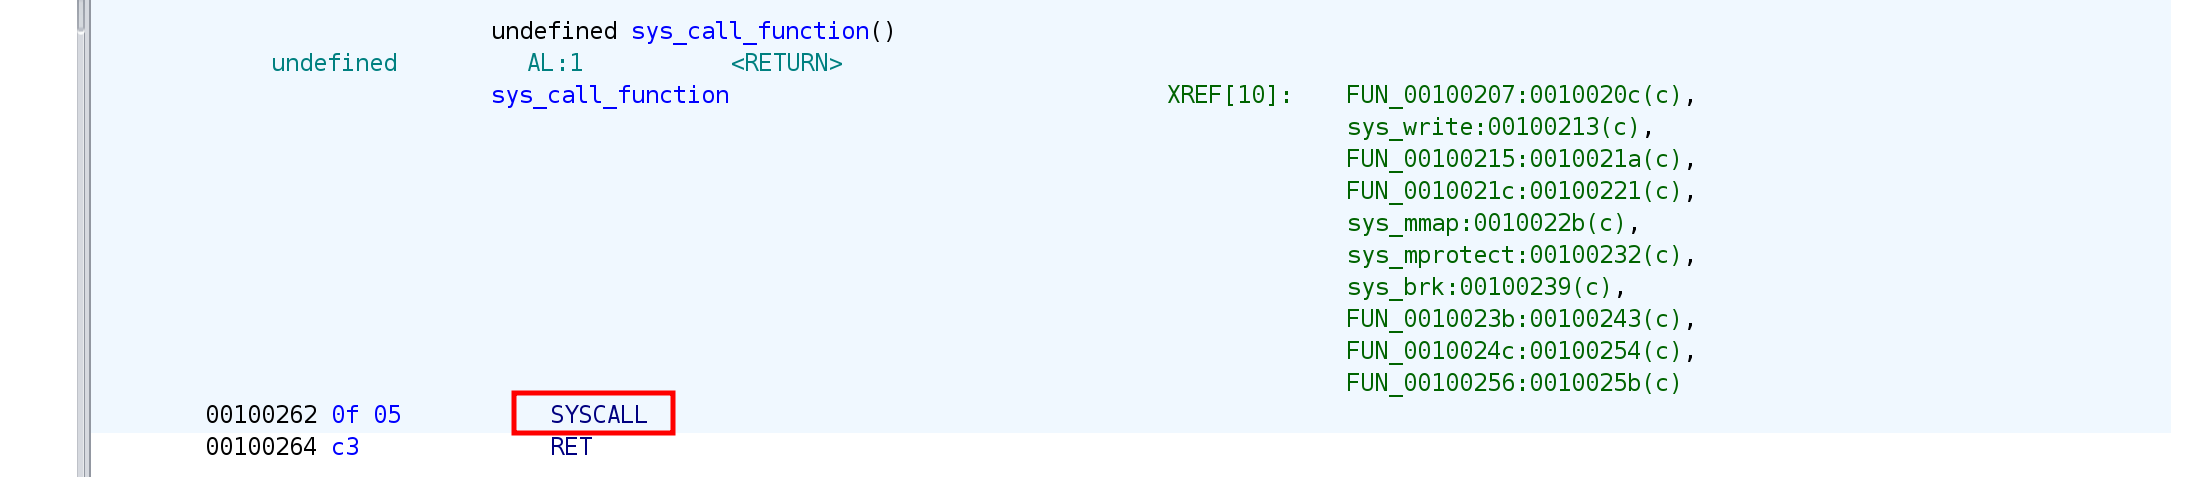 undefined sys_call_function()
undefined AL:1 <RETURN>
sys_call_function XREF[10]: FUN_00100207:0010020c(c),
sys_write:00100213(c),
FUN_00100215:0010021a(c),
FUN_0010021c:00100221(c),
sys_mmap:0010022b(c),
sys_mprotect:00100232(c),
sys_brk:00100239(c),
FUN_0010023b:00100243(c),
FUN_0010024c:00100254(c),
FUN_00100256:0010025b(c)
00100262 0f 05 SYSCALL
00100264 c3 RET